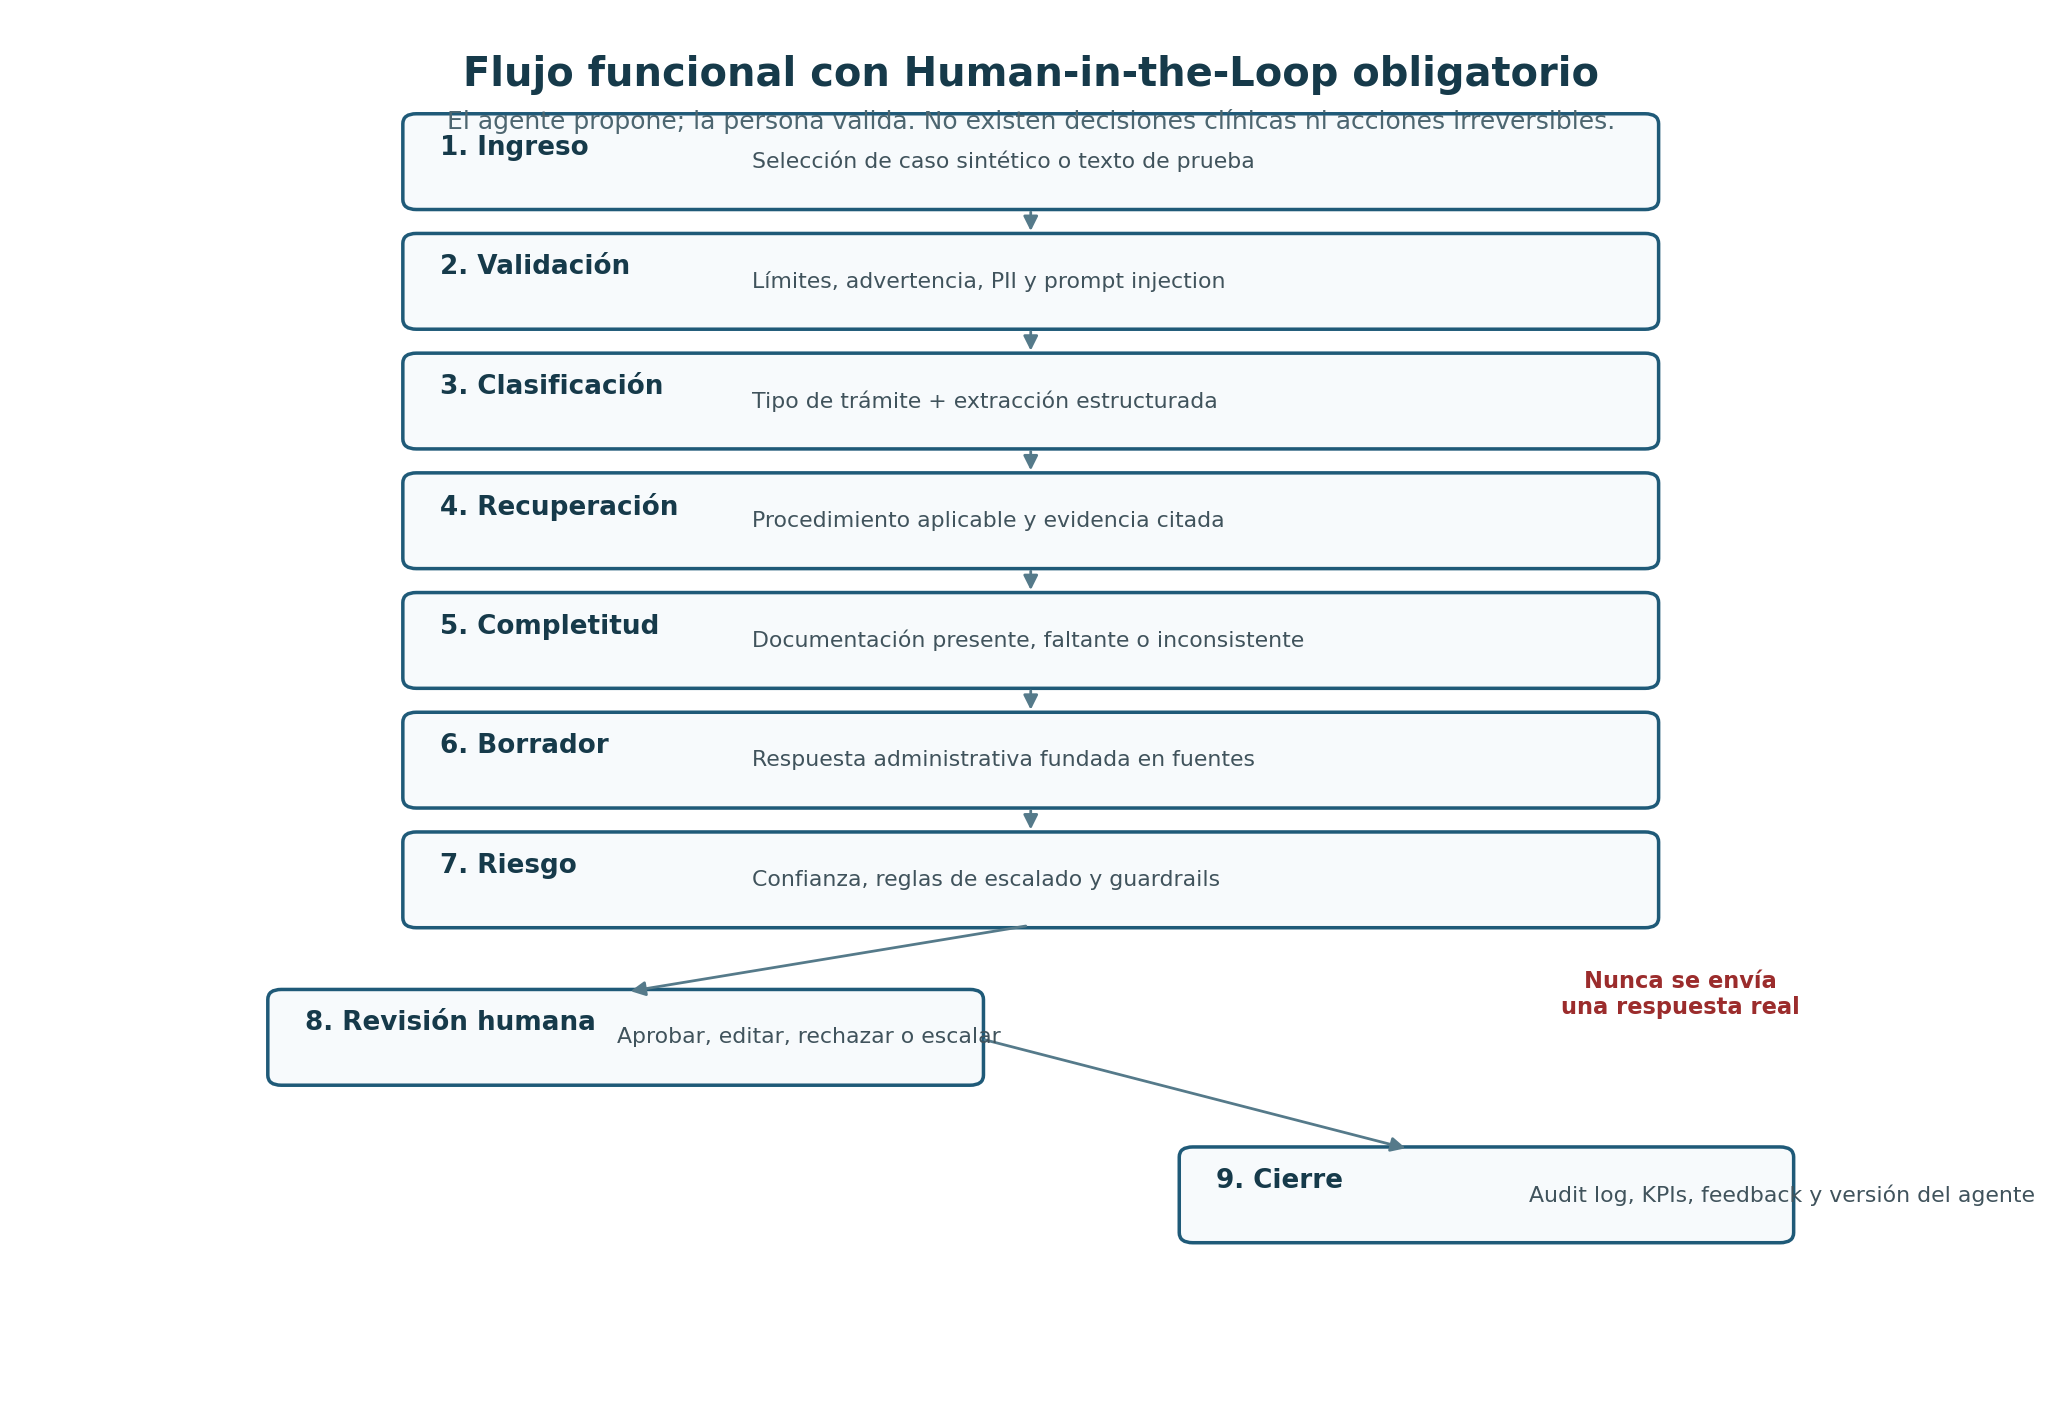 Flujo funcional con Human-in-the-Loop obligatorio
El agente propone; la persona valida. No existen decisiones clínicas ni acciones irreversibles.
1. Ingreso
Selección de caso sintético o texto de prueba
2. Validación
Límites, advertencia, PII y prompt injection
3. Clasificación
Tipo de trámite + extracción estructurada
4. Recuperación
Procedimiento aplicable y evidencia citada
5. Completitud
Documentación presente, faltante o inconsistente
6. Borrador
Respuesta administrativa fundada en fuentes
7. Riesgo
Confianza, reglas de escalado y guardrails
Nunca se envía
una respuesta real
8. Revisión humana
Aprobar, editar, rechazar o escalar
9. Cierre
Audit log, KPIs, feedback y versión del agente